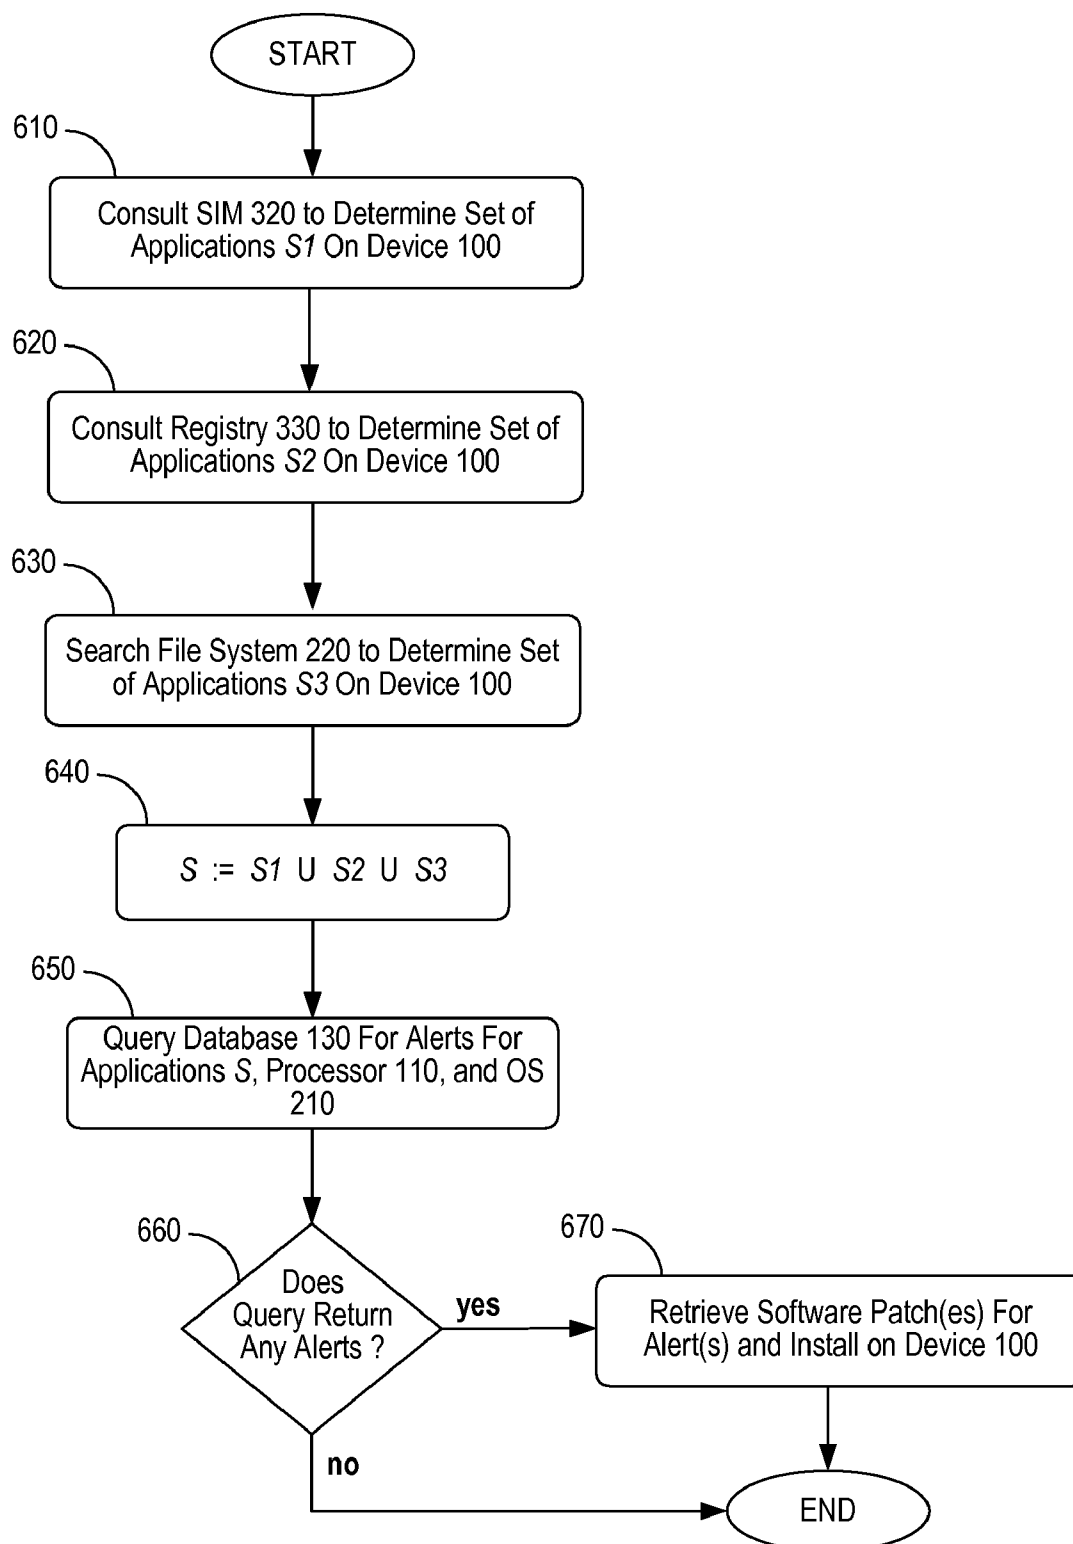 START
610
Consult SIM 320 to Determine Set of
Applications S1 On Device 100
620
Consult Registry 330 to Determine Set of
Applications S2 On Device 100
630
Search File System 220 to Determine Set
of Applications S3 On Device 100
640
S := S1 U S2 U S3
650
Query Database 130 For Alerts For
Applications S, Processor 110, and OS
210
660
Does
Query Return
Any Alerts ?
yes
670
Retrieve Software Patch(es) For
Alert(s) and Install on Device 100
no
END